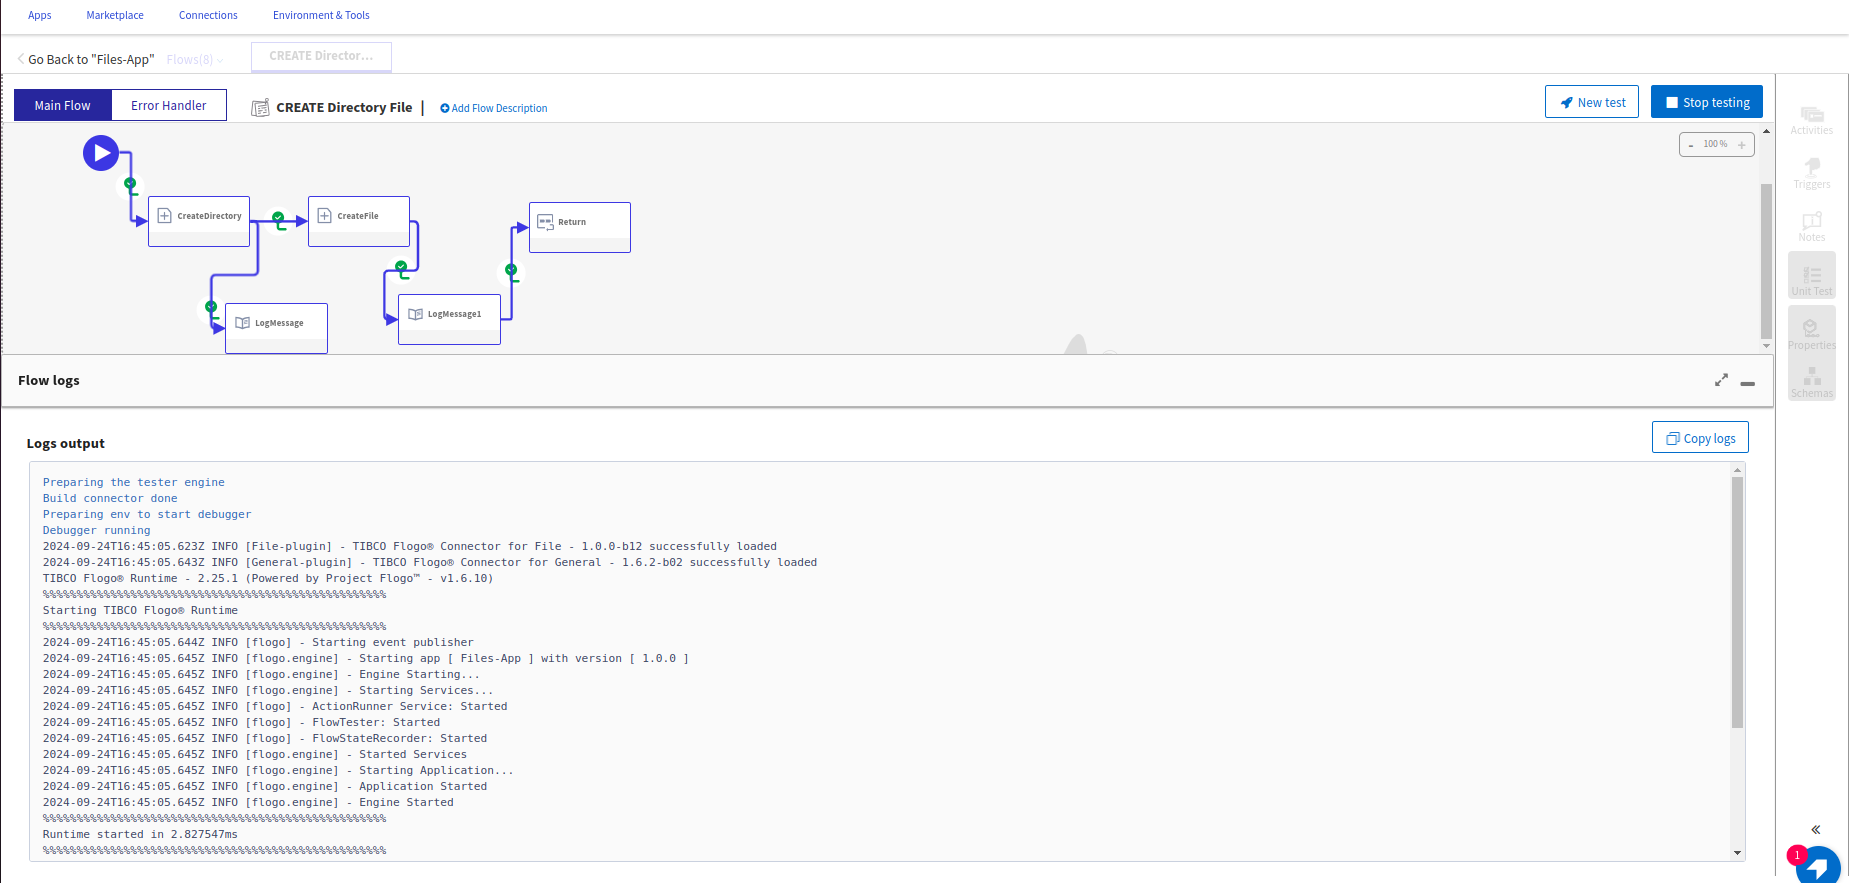 Apps Marketplace Connections Environment & Tools
Go Back to "Files-App" Flows(8) CREATE Director...
Main Flow Error Handler CREATE Directory File | Add Flow Description New test Stop testing
- 100 % +
CreateDirectory CreateFile Return
LogMessage LogMessage1
Activities
Triggers
Notes
Unit Test
Properties
Schemas
Flow logs
Logs output Copy logs
Preparing the tester engine
Build connector done
Preparing env to start debugger
Debugger running
2024-09-24T16:45:05.623Z INFO [File-plugin] - TIBCO Flogo® Connector for File - 1.0.0-b12 successfully loaded
2024-09-24T16:45:05.643Z INFO [General-plugin] - TIBCO Flogo® Connector for General - 1.6.2-b02 successfully loaded
TIBCO Flogo® Runtime - 2.25.1 (Powered by Project Flogo™ - v1.6.10)
%%%%%%%%%%%%%%%%%%%%%%%%%%%%%%%%%%%%%%%%%%%%%%%%%%%
Starting TIBCO Flogo® Runtime
%%%%%%%%%%%%%%%%%%%%%%%%%%%%%%%%%%%%%%%%%%%%%%%%%%%
2024-09-24T16:45:05.644Z INFO [flogo] - Starting event publisher
2024-09-24T16:45:05.645Z INFO [flogo.engine] - Starting app [ Files-App ] with version [ 1.0.0 ]
2024-09-24T16:45:05.645Z INFO [flogo.engine] - Engine Starting...
2024-09-24T16:45:05.645Z INFO [flogo.engine] - Starting Services...
2024-09-24T16:45:05.645Z INFO [flogo] - ActionRunner Service: Started
2024-09-24T16:45:05.645Z INFO [flogo] - FlowTester: Started
2024-09-24T16:45:05.645Z INFO [flogo] - FlowStateRecorder: Started
2024-09-24T16:45:05.645Z INFO [flogo.engine] - Started Services
2024-09-24T16:45:05.645Z INFO [flogo.engine] - Starting Application...
2024-09-24T16:45:05.645Z INFO [flogo.engine] - Application Started
2024-09-24T16:45:05.645Z INFO [flogo.engine] - Engine Started
%%%%%%%%%%%%%%%%%%%%%%%%%%%%%%%%%%%%%%%%%%%%%%%%%%%
Runtime started in 2.827547ms
%%%%%%%%%%%%%%%%%%%%%%%%%%%%%%%%%%%%%%%%%%%%%%%%%%%
1